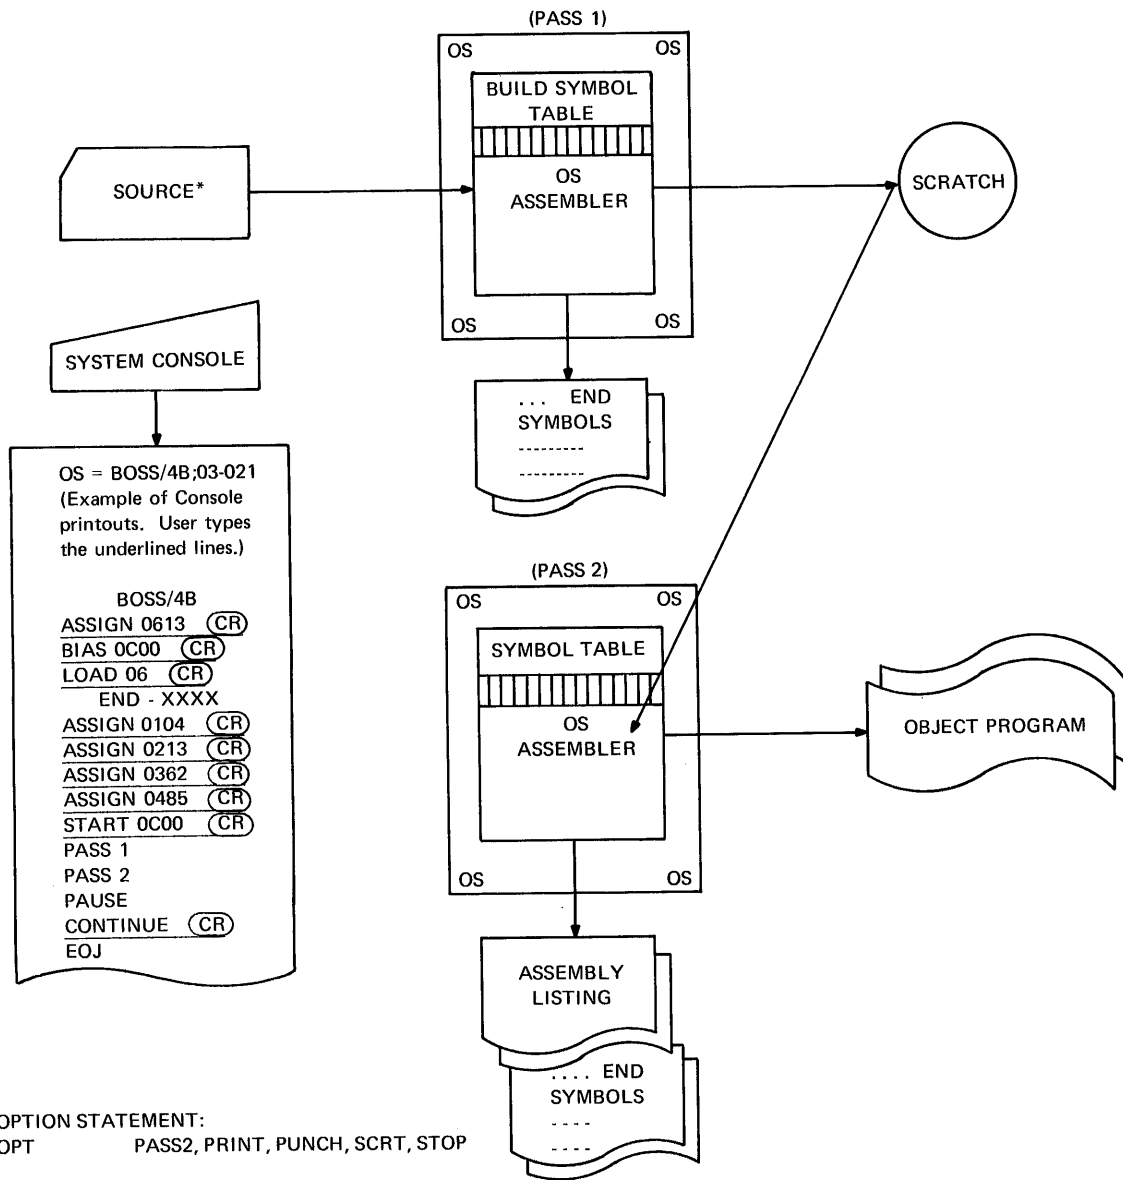 (PASS 1)
OS OS
BUILD SYMBOL
TABLE
OS
ASSEMBLER
OS OS
SOURCE*
SCRATCH
SYSTEM CONSOLE
... END
SYMBOLS
---------
---------
OS = BOSS/4B;03-021
(Example of Console
printouts. User types
the underlined lines.)
BOSS/4B
ASSIGN 0613 CR
BIAS 0C00 CR
LOAD 06 CR
END - XXXX
ASSIGN 0104 CR
ASSIGN 0213 CR
ASSIGN 0362 CR
ASSIGN 0485 CR
START 0C00 CR
PASS 1
PASS 2
PAUSE
CONTINUE CR
EOJ
(PASS 2)
OS OS
SYMBOL TABLE
OS
ASSEMBLER
OS OS
OBJECT PROGRAM
ASSEMBLY
LISTING
.... END
SYMBOLS
----
----
OPTION STATEMENT:
OPT PASS2, PRINT, PUNCH, SCRT, STOP